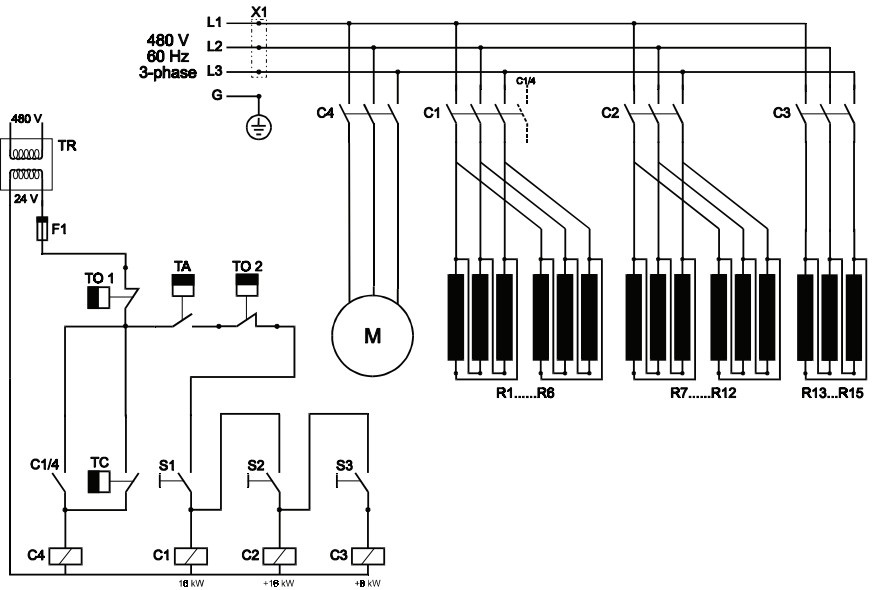 X1
L1
480 V
L2
60 Hz
3-phase
L3
G
C1/4
C4
C1
C2
C3
480 V
TR
24 V
F1
TO 1
TA
TO 2
M
R1......R6
R7......R12
R13...R15
C1/4
TC
S1
S2
S3
C4
C1
C2
C3
16 kW
+16 kW
+8 kW